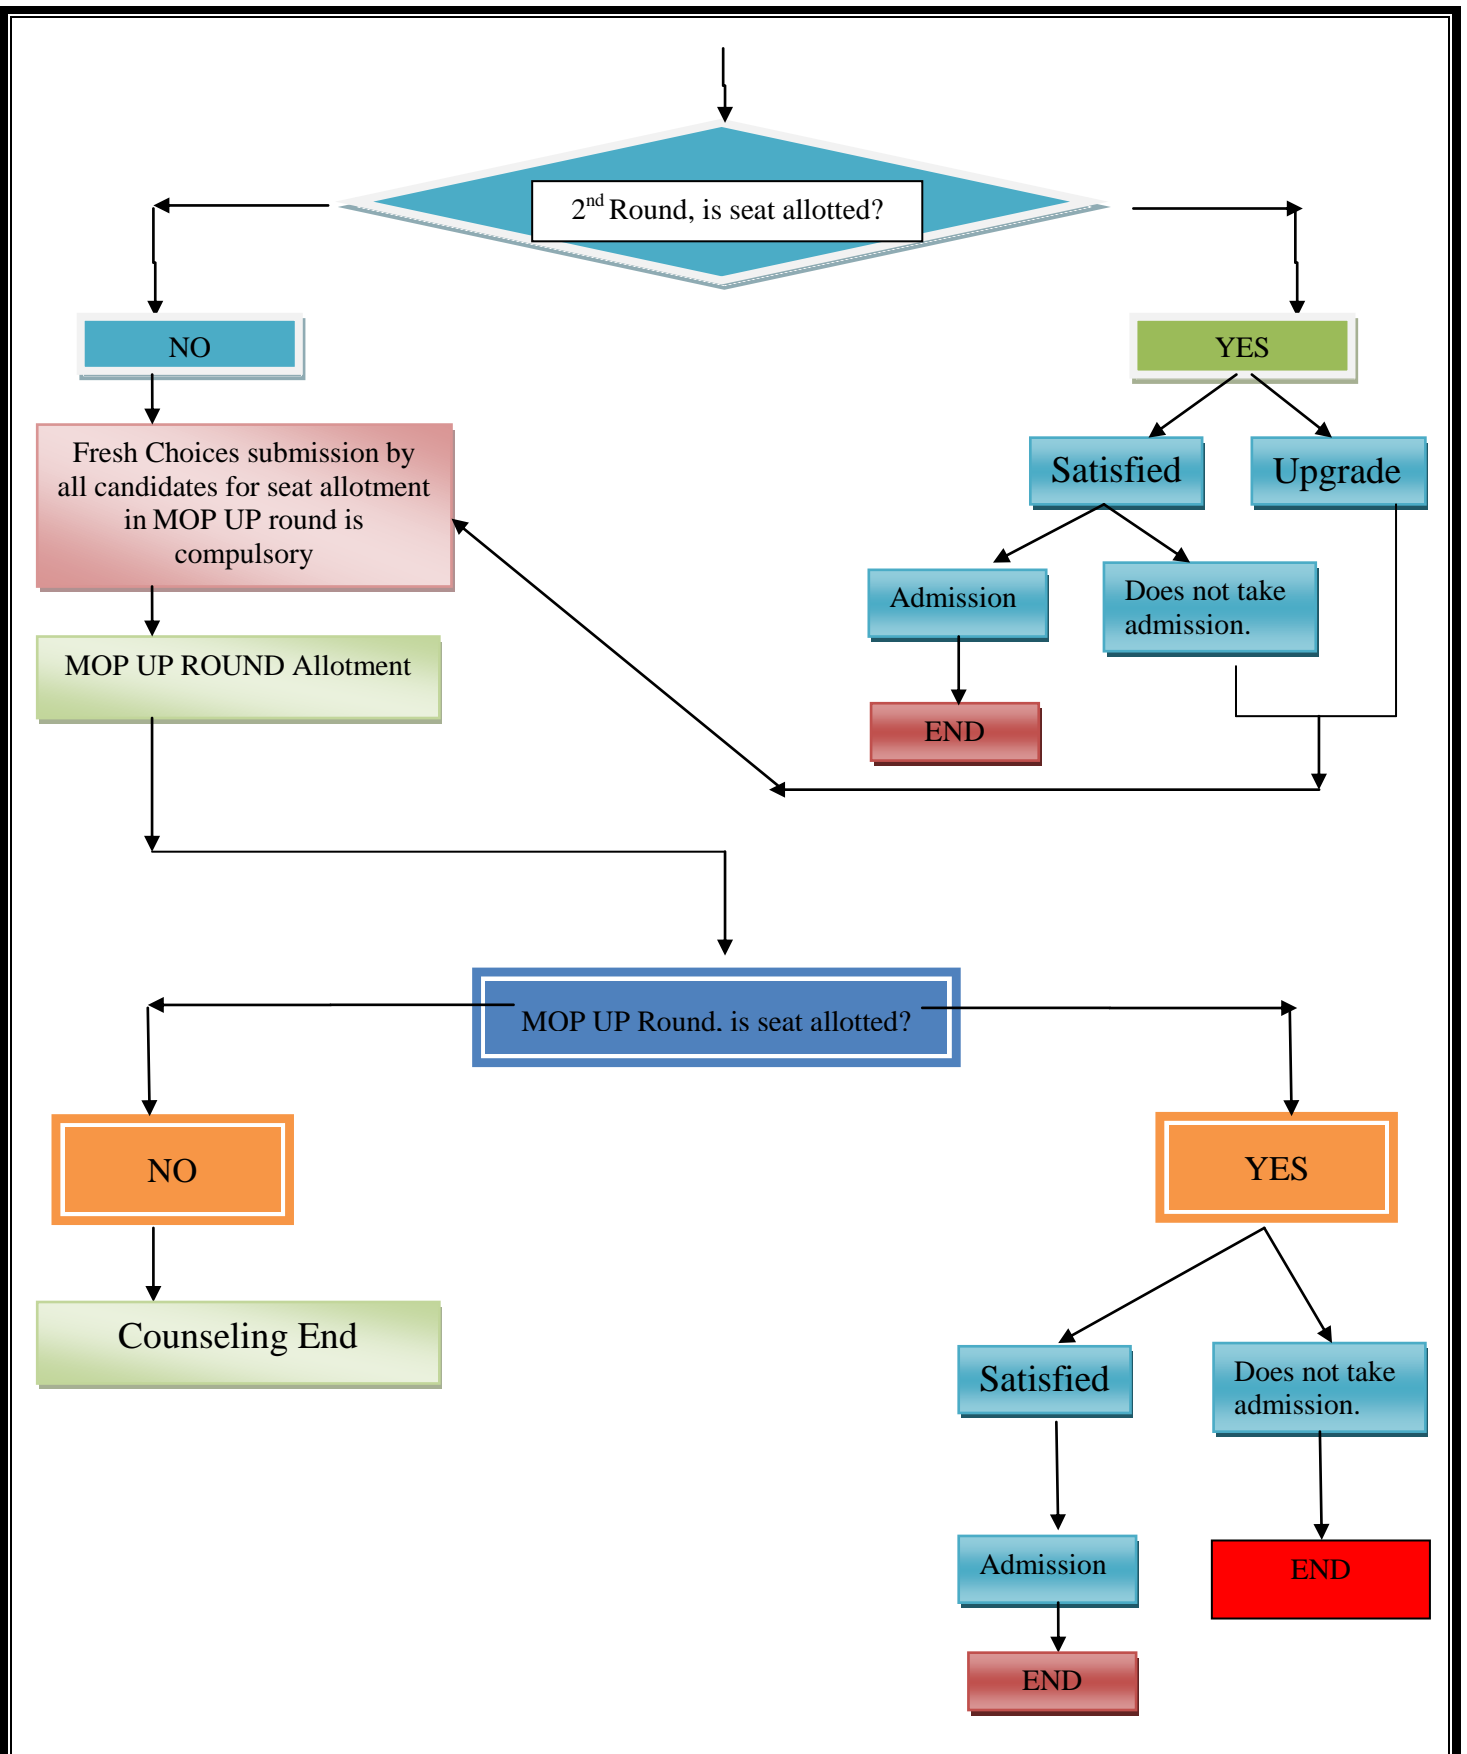 2nd Round, is seat allotted?
NO
YES
Fresh Choices submission by
all candidates for seat allotment
in MOP UP round is
compulsory
Satisfied
Upgrade
Admission
Does not take
admission.
MOP UP ROUND Allotment
END
MOP UP Round, is seat allotted?
NO
YES
Counseling End
Satisfied
Does not take
admission.
Admission
END
END